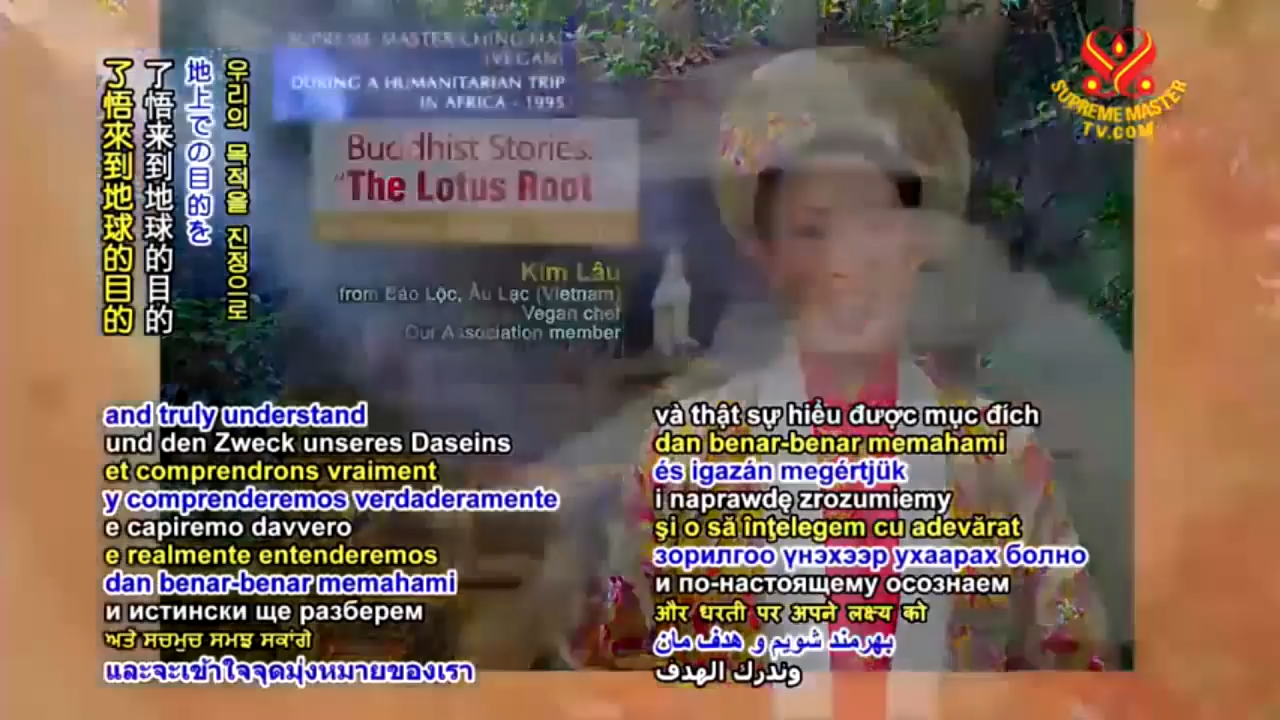 SUPREME MASTER CHING HAI
(VEGAN)
DURING A HUMANITARIAN TRIP
IN AFRICA - 1995
Buddhist Stories:
"The Lotus Root
Kim Lâu
from Bảo Lộc, Âu Lạc (Vietnam)
Vegan chef
Our Association member
SUPREME MASTER
TV.COM
우리의 목적을 진정으로
地上での目的を
了悟来到地球的目的
了悟來到地球的目的
and truly understand
und den Zweck unseres Daseins
et comprendrons vraiment
y comprenderemos verdaderamente
e capiremo davvero
e realmente entenderemos
dan benar-benar memahami
и истински ще разберем
ਅਤੇ ਸਚਮੁਚ ਸਮਝ ਸਕਾਂਗੇ
และจะเข้าใจจุดมุ่งหมายของเรา
và thật sự hiểu được mục đích
dan benar-benar memahami
és igazán megértjük
i naprawdę zrozumiemy
şi o să înţelegem cu adevărat
зорилгоо үнэхээр ухаарах болно
и по-настоящему осознаем
और धरती पर अपने लक्ष्य को
بهرمند شویم و هدف مان
وندرك الهدف